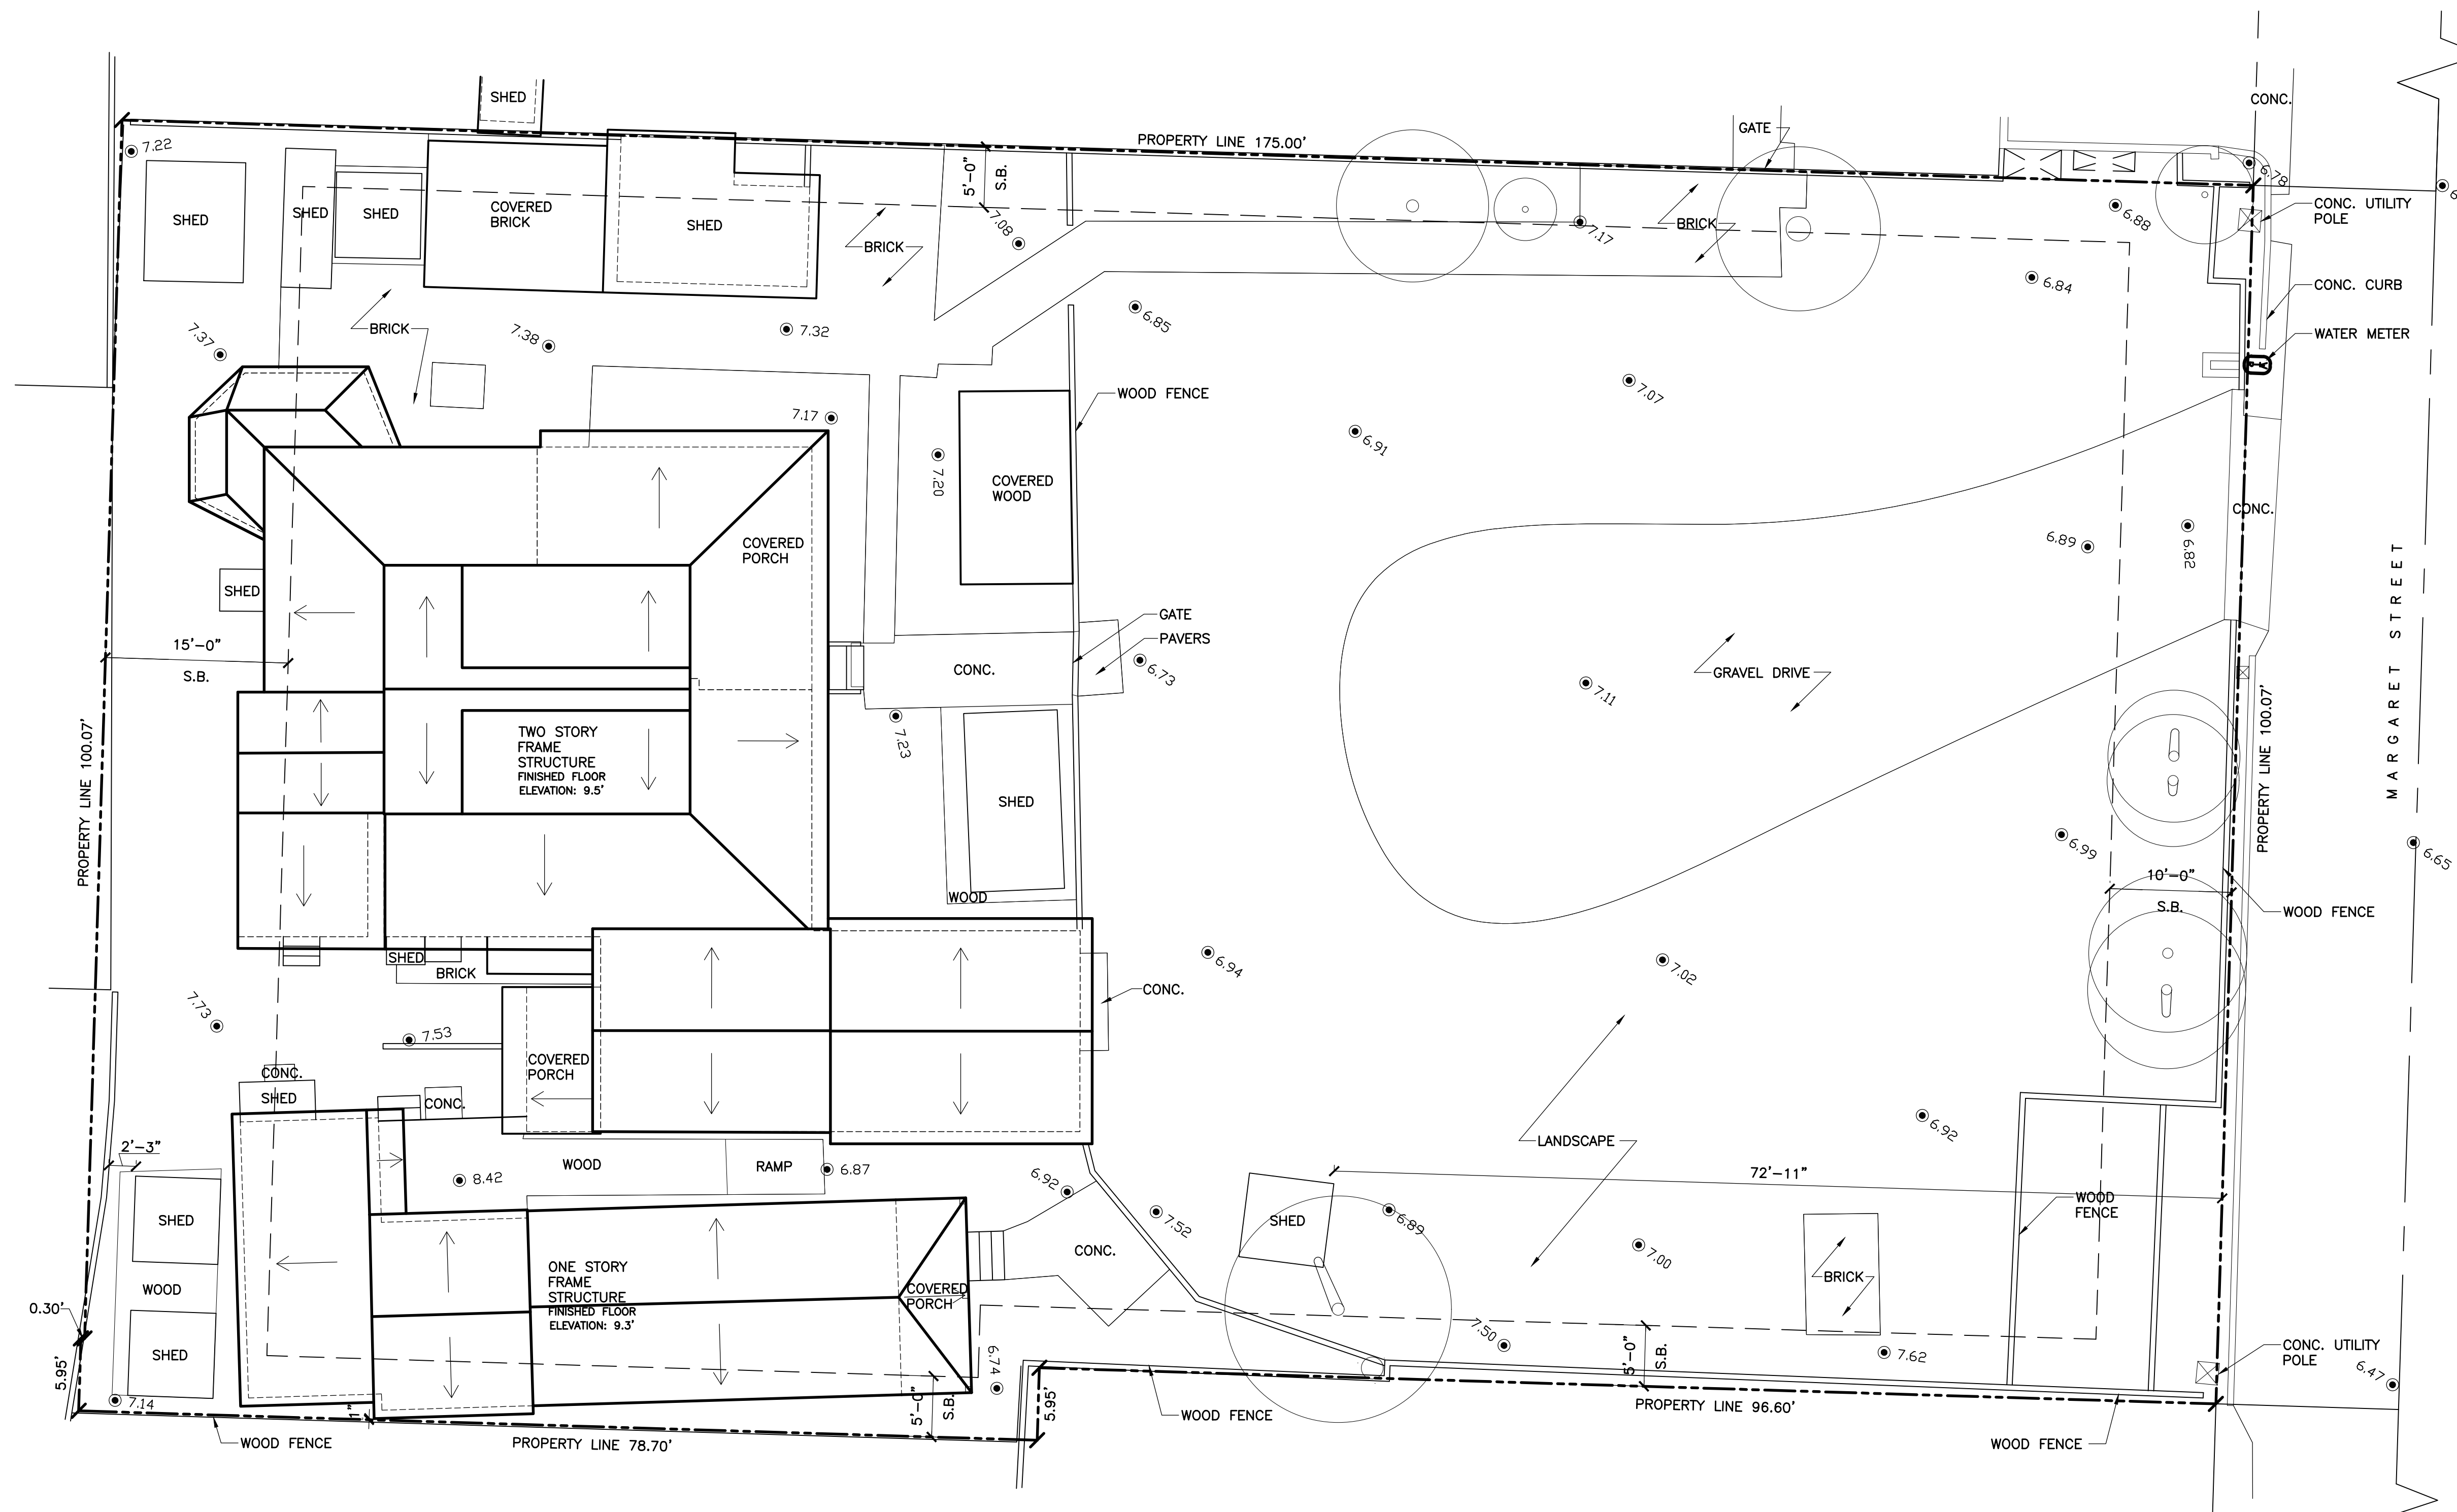 SHED
CONC.
PROPERTY LINE 175.00'
GATE
7.22
5'-0"
S.B.
6.78
CONC. UTILITY
POLE
SHED
SHED
SHED
COVERED
BRICK
SHED
BRICK
7.08
7.17
BRICK
6.88
6.84
CONC. CURB
7.37
BRICK
7.38
7.32
6.85
WATER METER
WOOD FENCE
7.07
7.17
6.91
7.20
COVERED
WOOD
CONC.
COVERED
PORCH
6.89
6.82
SHED
MARGARET STREET
15'-0"
S.B.
GATE
PAVERS
CONC.
6.73
GRAVEL DRIVE
7.11
PROPERTY LINE 100.07'
PROPERTY LINE 100.07'
TWO STORY
FRAME
STRUCTURE
FINISHED FLOOR
ELEVATION: 9.5'
7.23
SHED
6.99
6.65
10'-0"
S.B.
WOOD
WOOD FENCE
SHED
BRICK
6.94
7.02
CONC.
7.73
7.53
COVERED
PORCH
CONC.
SHED
CONC.
6.92
LANDSCAPE
2'-3"
WOOD
RAMP
6.87
8.42
6.92
72'-11"
WOOD
FENCE
SHED
7.52
SHED
6.89
CONC.
7.00
ONE STORY
FRAME
STRUCTURE
FINISHED FLOOR
ELEVATION: 9.3'
COVERED
PORCH
BRICK
WOOD
0.30'
SHED
5.95'
7.50
5'-0"
S.B.
7.62
CONC. UTILITY
POLE
6.47
6.74
7.14
1"
5'-0"
S.B.
5.95'
WOOD FENCE
PROPERTY LINE 96.60'
WOOD FENCE
PROPERTY LINE 78.70'
WOOD FENCE